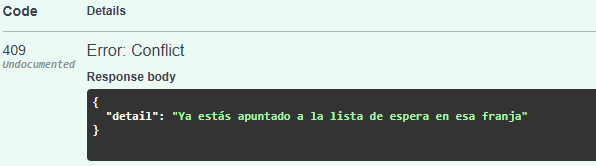 Code Details
409 Error: Conflict
Undocumented
Response body
{
"detail": "Ya estás apuntado a la lista de espera en esa franja"
}